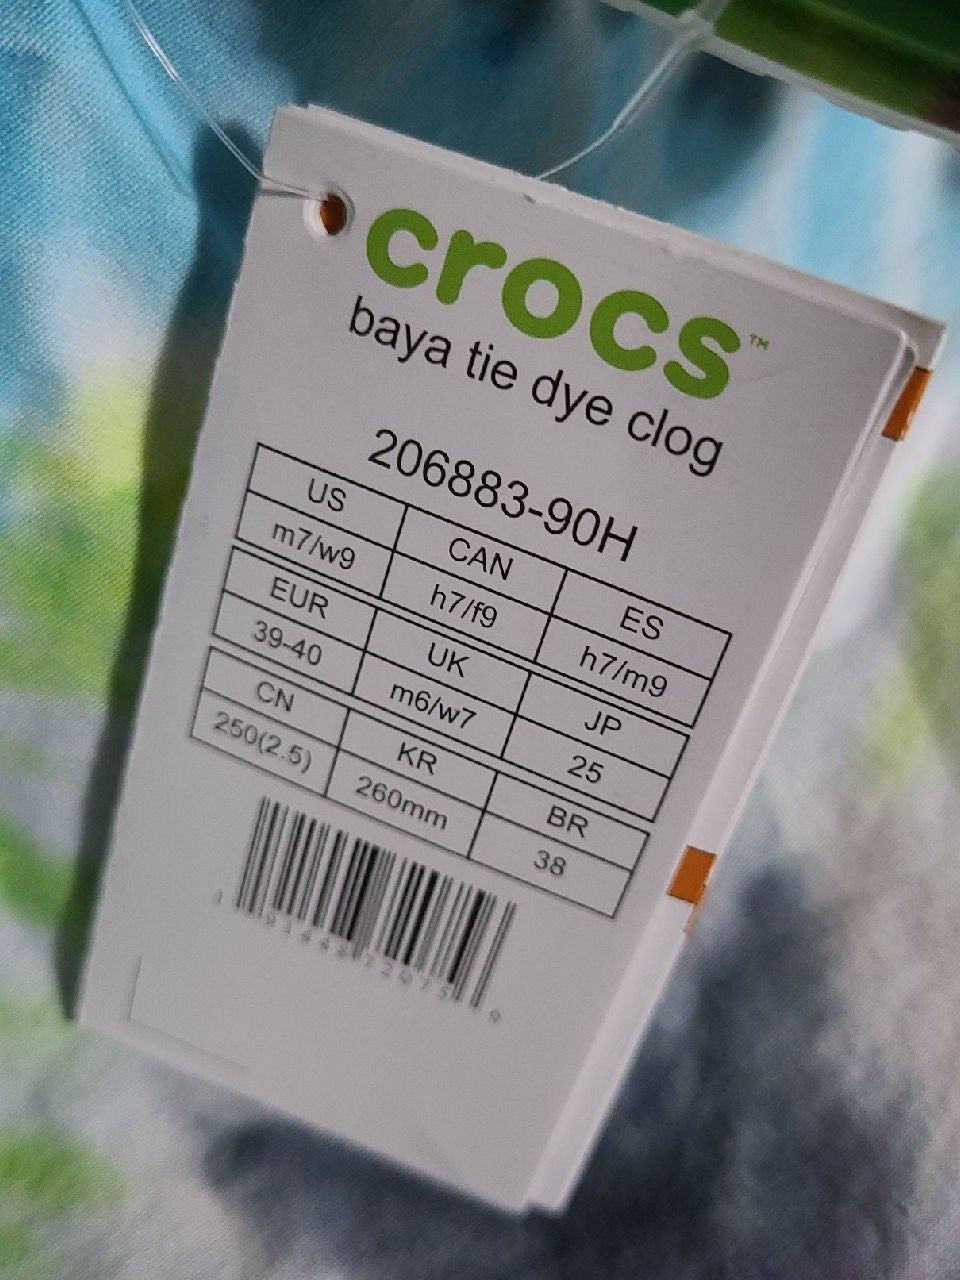 crocs™
baya tie dye clog
206883-90H
US CAN ES
m7/w9 h7/f9 h7/m9
EUR UK JP
39-40 m6/w7 25
CN KR BR
250(2.5) 260mm 38